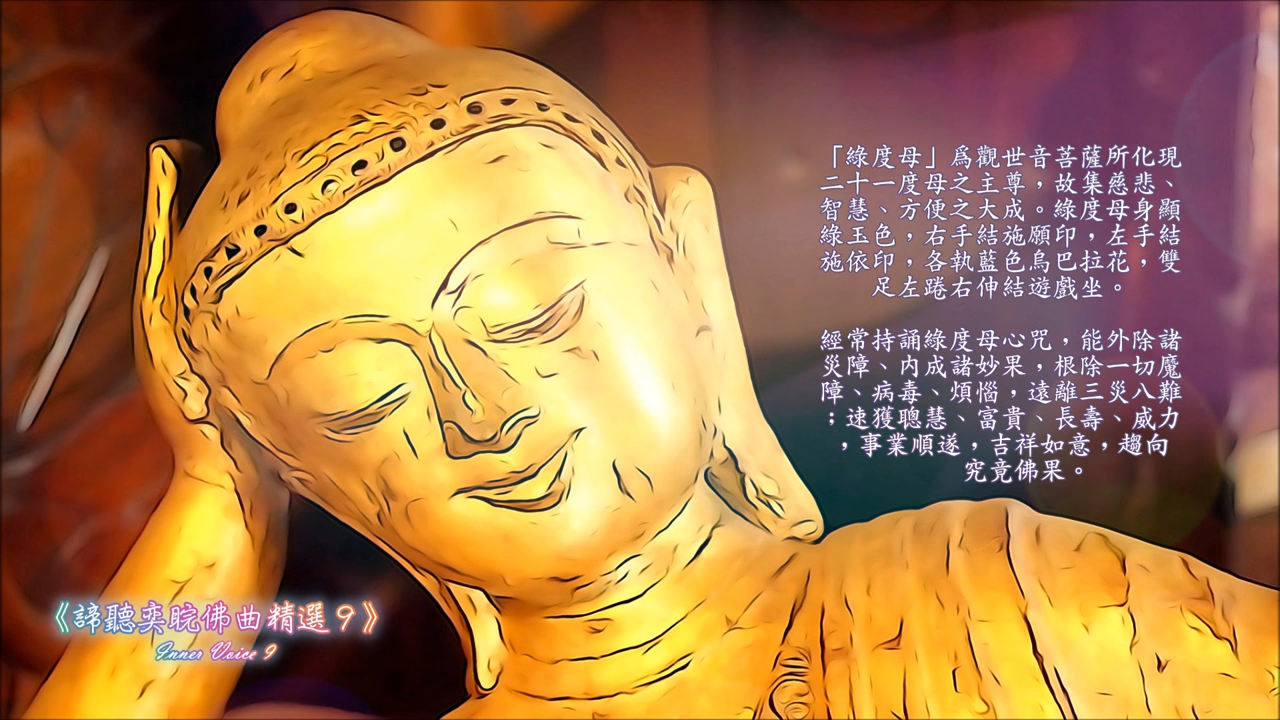 「綠度母」爲觀世音菩薩所化現
二十一度母之主尊，故集慈悲、
智慧、方便之大成。綠度母身顯
綠玉色，右手結施願印，左手結
施依印，各執藍色烏巴拉花，雙
足左踡右伸結遊戲坐。
經常持誦綠度母心咒，能外除諸
災障、內成諸妙果，根除一切魔
障、病毒、煩惱，遠離三災八難
；速獲聰慧、富貴、長壽、威力
，事業順遂，吉祥如意，趨向
究竟佛果。
《諦聽奕睆佛曲精選９》
Inner Voice 9